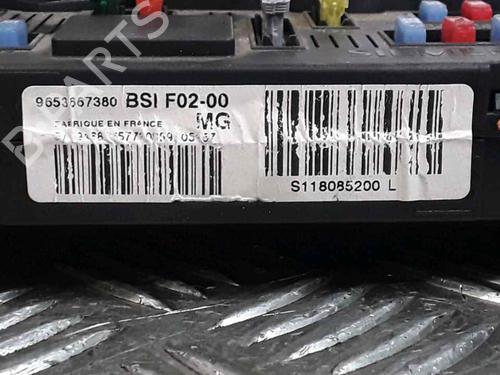 9653667380 BSI F02-00
FABRIQUE EN FRANCE MG
S118085200 L